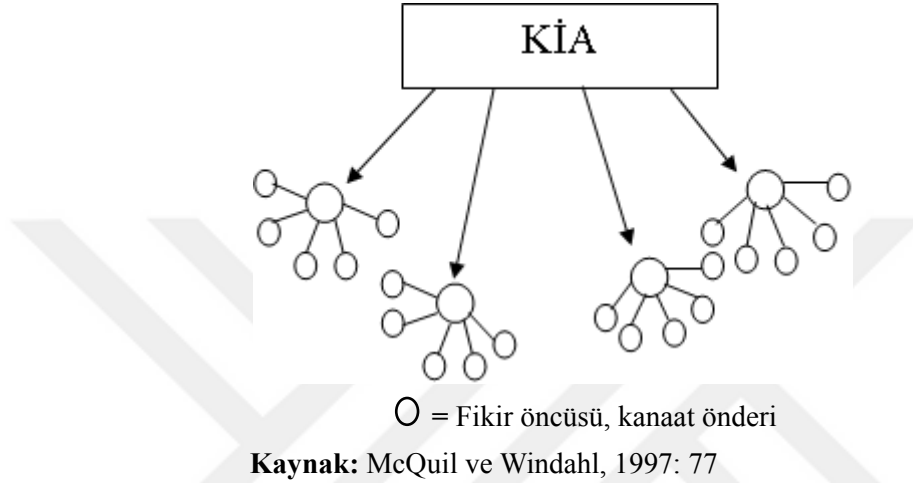 KİA
= Fikir öncüsü, kanaat önderi
Kaynak: McQuil ve Windahl, 1997: 77